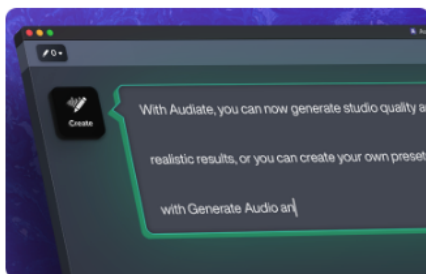 With Audiate, you can now generate studio quality
realistic results, or you can create your own preset
with Generate Audio an
Create